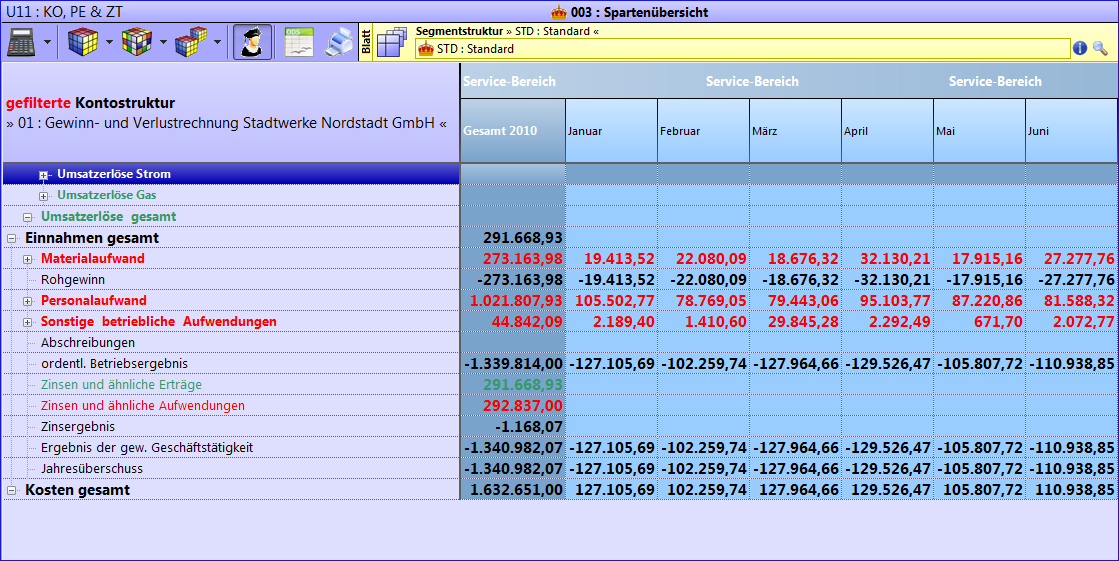 U11 : KO, PE & ZT
003 : Spartenübersicht
ODS
Blatt
Segmentstruktur » STD : Standard «
STD : Standard
gefilterte Kontostruktur
» 01 : Gewinn- und Verlustrechnung Stadtwerke Nordstadt GmbH «
Service-Bereich Service-Bereich Service-Bereich
Gesamt 2010 Januar Februar März April Mai Juni
Umsatzerlöse Strom
Umsatzerlöse Gas
Umsatzerlöse gesamt
Einnahmen gesamt 291.668,93
Materialaufwand 273.163,98 19.413,52 22.080,09 18.676,32 32.130,21 17.915,16 27.277,76
Rohgewinn -273.163,98 -19.413,52 -22.080,09 -18.676,32 -32.130,21 -17.915,16 -27.277,76
Personalaufwand 1.021.807,93 105.502,77 78.769,05 79.443,06 95.103,77 87.220,86 81.588,32
Sonstige betriebliche Aufwendungen 44.842,09 2.189,40 1.410,60 29.845,28 2.292,49 671,70 2.072,77
Abschreibungen
ordentl. Betriebsergebnis -1.339.814,00 -127.105,69 -102.259,74 -127.964,66 -129.526,47 -105.807,72 -110.938,85
Zinsen und ähnliche Erträge 291.668,93
Zinsen und ähnliche Aufwendungen 292.837,00
Zinsergebnis -1.168,07
Ergebnis der gew. Geschäftstätigkeit -1.340.982,07 -127.105,69 -102.259,74 -127.964,66 -129.526,47 -105.807,72 -110.938,85
Jahresüberschuss -1.340.982,07 -127.105,69 -102.259,74 -127.964,66 -129.526,47 -105.807,72 -110.938,85
Kosten gesamt 1.632.651,00 127.105,69 102.259,74 127.964,66 129.526,47 105.807,72 110.938,85